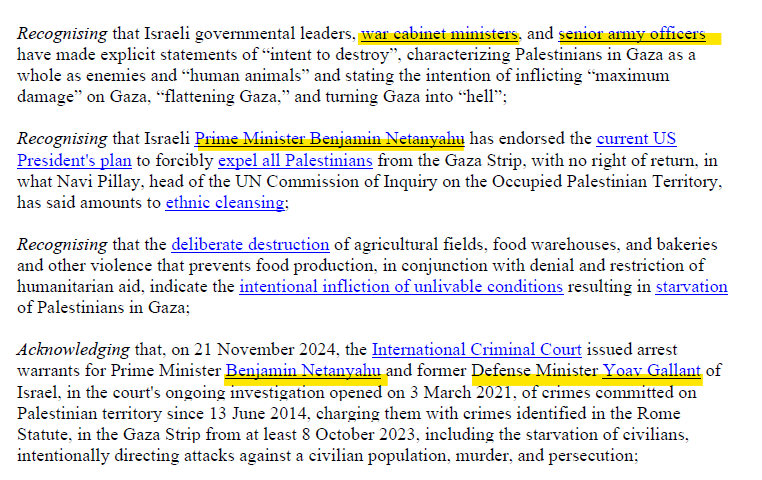 Recognising that Israeli governmental leaders, war cabinet ministers, and senior army officers
have made explicit statements of “intent to destroy”, characterizing Palestinians in Gaza as a
whole as enemies and “human animals” and stating the intention of inflicting “maximum
damage” on Gaza, “flattening Gaza,” and turning Gaza into “hell”;
Recognising that Israeli Prime Minister Benjamin Netanyahu has endorsed the current US
President's plan to forcibly expel all Palestinians from the Gaza Strip, with no right of return, in
what Navi Pillay, head of the UN Commission of Inquiry on the Occupied Palestinian Territory,
has said amounts to ethnic cleansing;
Recognising that the deliberate destruction of agricultural fields, food warehouses, and bakeries
and other violence that prevents food production, in conjunction with denial and restriction of
humanitarian aid, indicate the intentional infliction of unlivable conditions resulting in starvation
of Palestinians in Gaza;
Acknowledging that, on 21 November 2024, the International Criminal Court issued arrest
warrants for Prime Minister Benjamin Netanyahu and former Defense Minister Yoav Gallant of
Israel, in the court's ongoing investigation opened on 3 March 2021, of crimes committed on
Palestinian territory since 13 June 2014, charging them with crimes identified in the Rome
Statute, in the Gaza Strip from at least 8 October 2023, including the starvation of civilians,
intentionally directing attacks against a civilian population, murder, and persecution;